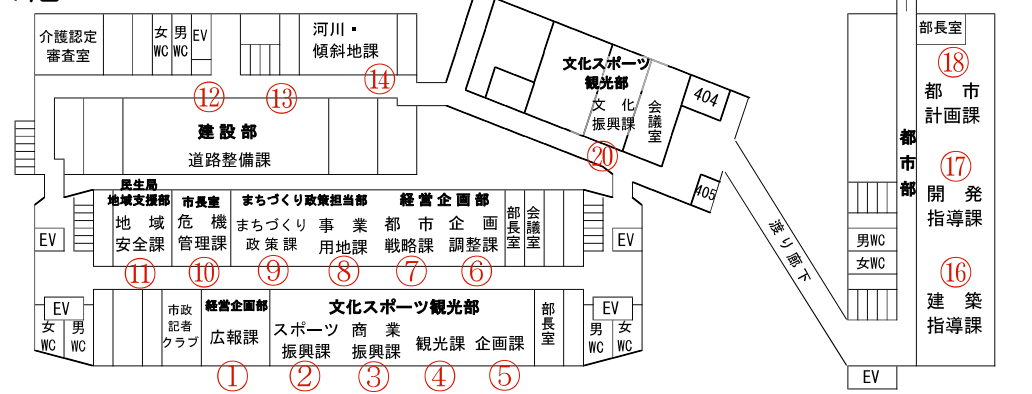 介護認定
審査室
女
WC
男
WC
EV
河川・
傾斜地課
⑭
⑫
⑬
建設部
道路整備課
文化スポーツ
観光部
文化
振興課
⑳
会議室
404
405
渡り廊下
部長室
⑱
都市
計画課
都市部
⑰
開発
指導課
男WC
女WC
⑯
建築
指導課
EV
EV
民生局
地域支援部
地域
安全課
⑪
市長室
危機
管理課
⑩
まちづくり政策担当部
まちづくり
政策課
⑨
事業
用地課
⑧
経営企画部
都市
戦略課
⑦
企画
調整課
⑥
部長室
会議室
EV
EV
女
WC
男
WC
市政
記者
クラブ
経営企画部
広報課
①
文化スポーツ観光部
スポーツ
振興課
②
商業
振興課
③
観光課
④
企画課
⑤
部長室
EV
男
WC
女
WC